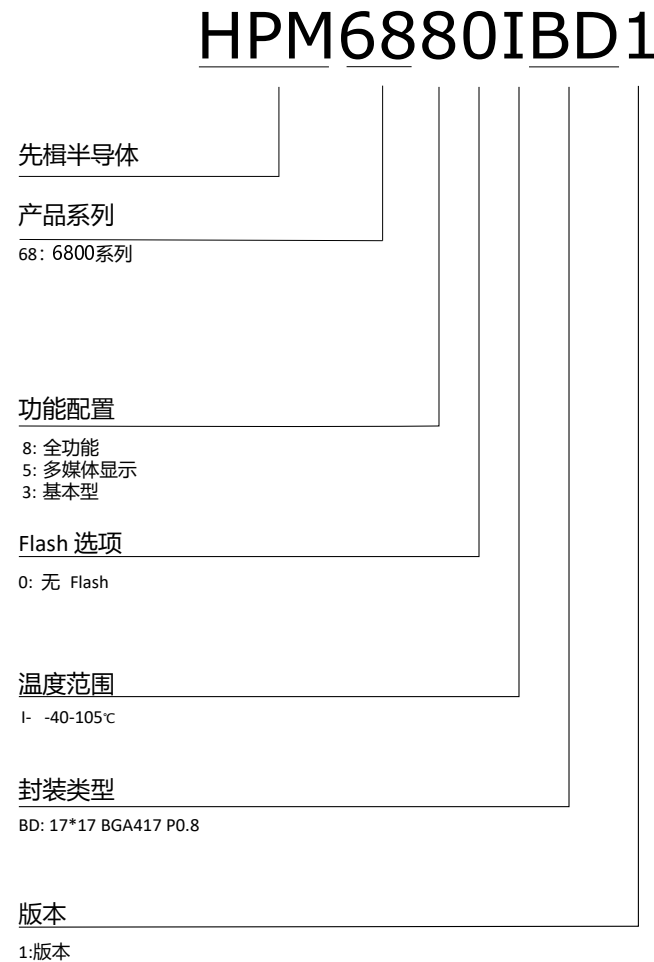 HPM6880IBD1
先楫半导体
产品系列
68: 6800系列
功能配置
8: 全功能
5: 多媒体显示
3: 基本型
Flash 选项
0: 无 Flash
温度范围
I- -40-105℃
封装类型
BD: 17*17 BGA417 P0.8
版本
1:版本